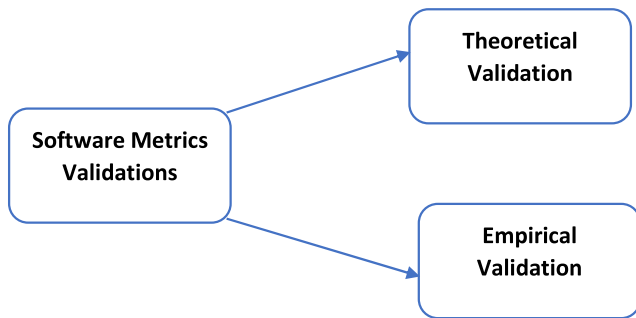 Theoretical
Validation
Software Metrics
Validations
Empirical
Validation